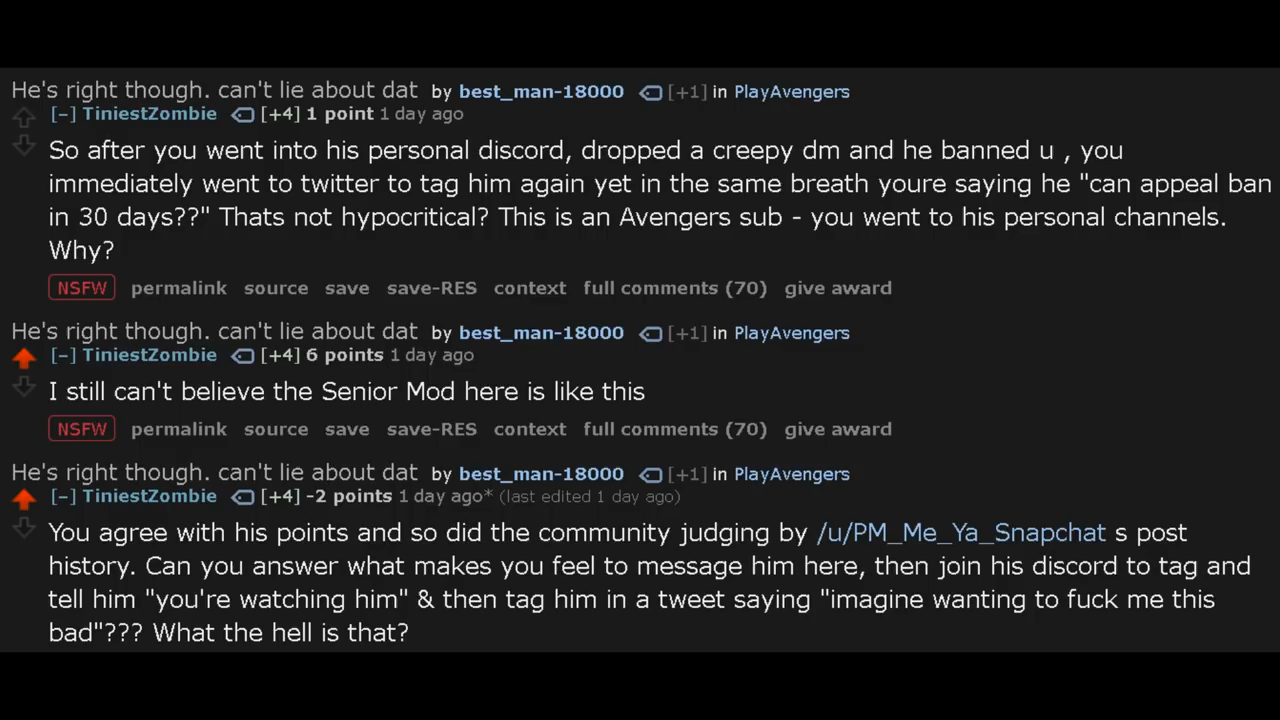 He's right though. can't lie about dat by best_man-18000 [+1] in PlayAvengers
[-] TiniestZombie [+4] 1 point 1 day ago
So after you went into his personal discord, dropped a creepy dm and he banned u , you
immediately went to twitter to tag him again yet in the same breath youre saying he "can appeal ban
in 30 days??" Thats not hypocritical? This is an Avengers sub - you went to his personal channels.
Why?
NSFW permalink source save save-RES context full comments (70) give award
He's right though. can't lie about dat by best_man-18000 [+1] in PlayAvengers
[-] TiniestZombie [+4] 6 points 1 day ago
I still can't believe the Senior Mod here is like this
NSFW permalink source save save-RES context full comments (70) give award
He's right though. can't lie about dat by best_man-18000 [+1] in PlayAvengers
[-] TiniestZombie [+4] -2 points 1 day ago* (last edited 1 day ago)
You agree with his points and so did the community judging by /u/PM_Me_Ya_Snapchat s post
history. Can you answer what makes you feel to message him here, then join his discord to tag and
tell him "you're watching him" & then tag him in a tweet saying "imagine wanting to fuck me this
bad"??? What the hell is that?